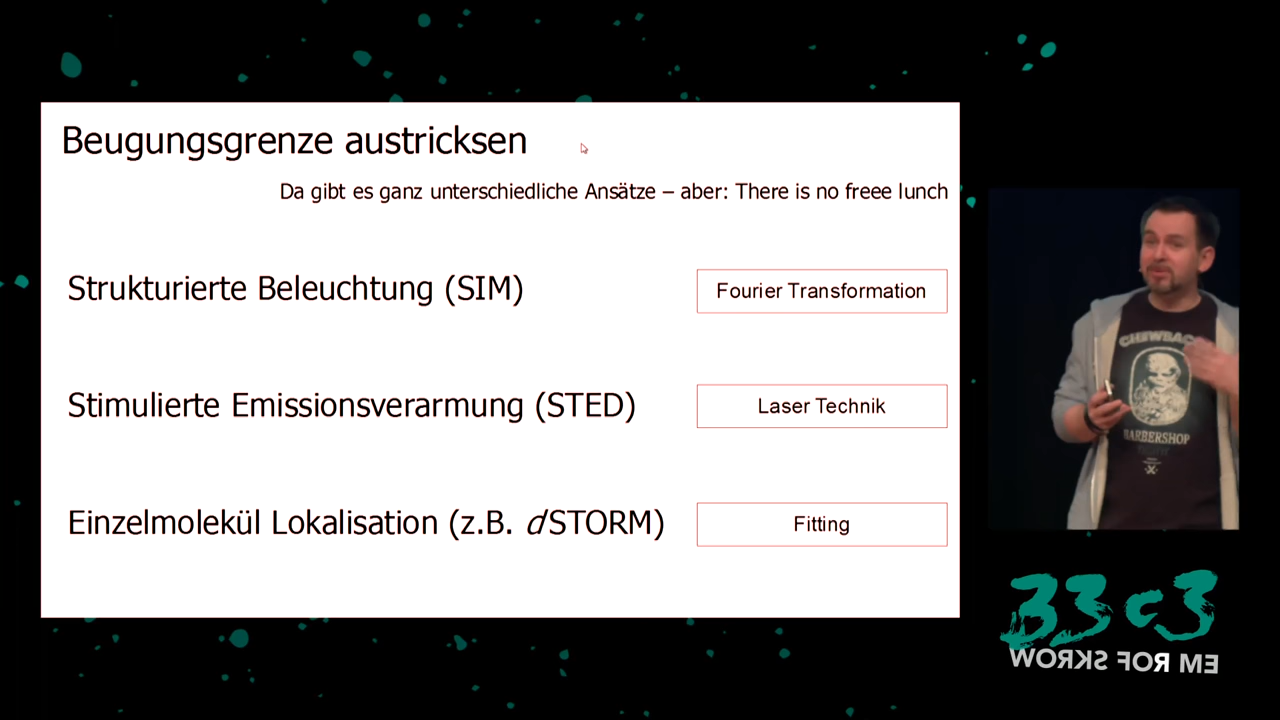 Beugungsgrenze austricksen
Da gibt es ganz unterschiedliche Ansätze – aber: There is no freee lunch
Strukturierte Beleuchtung (SIM)
Fourier Transformation
Stimulierte Emissionsverarmung (STED)
Laser Technik
Einzelmolekül Lokalisation (z.B. dSTORM)
Fitting
CHEWBACC
BARBERSHOP
33c3
WORKS FOR ME